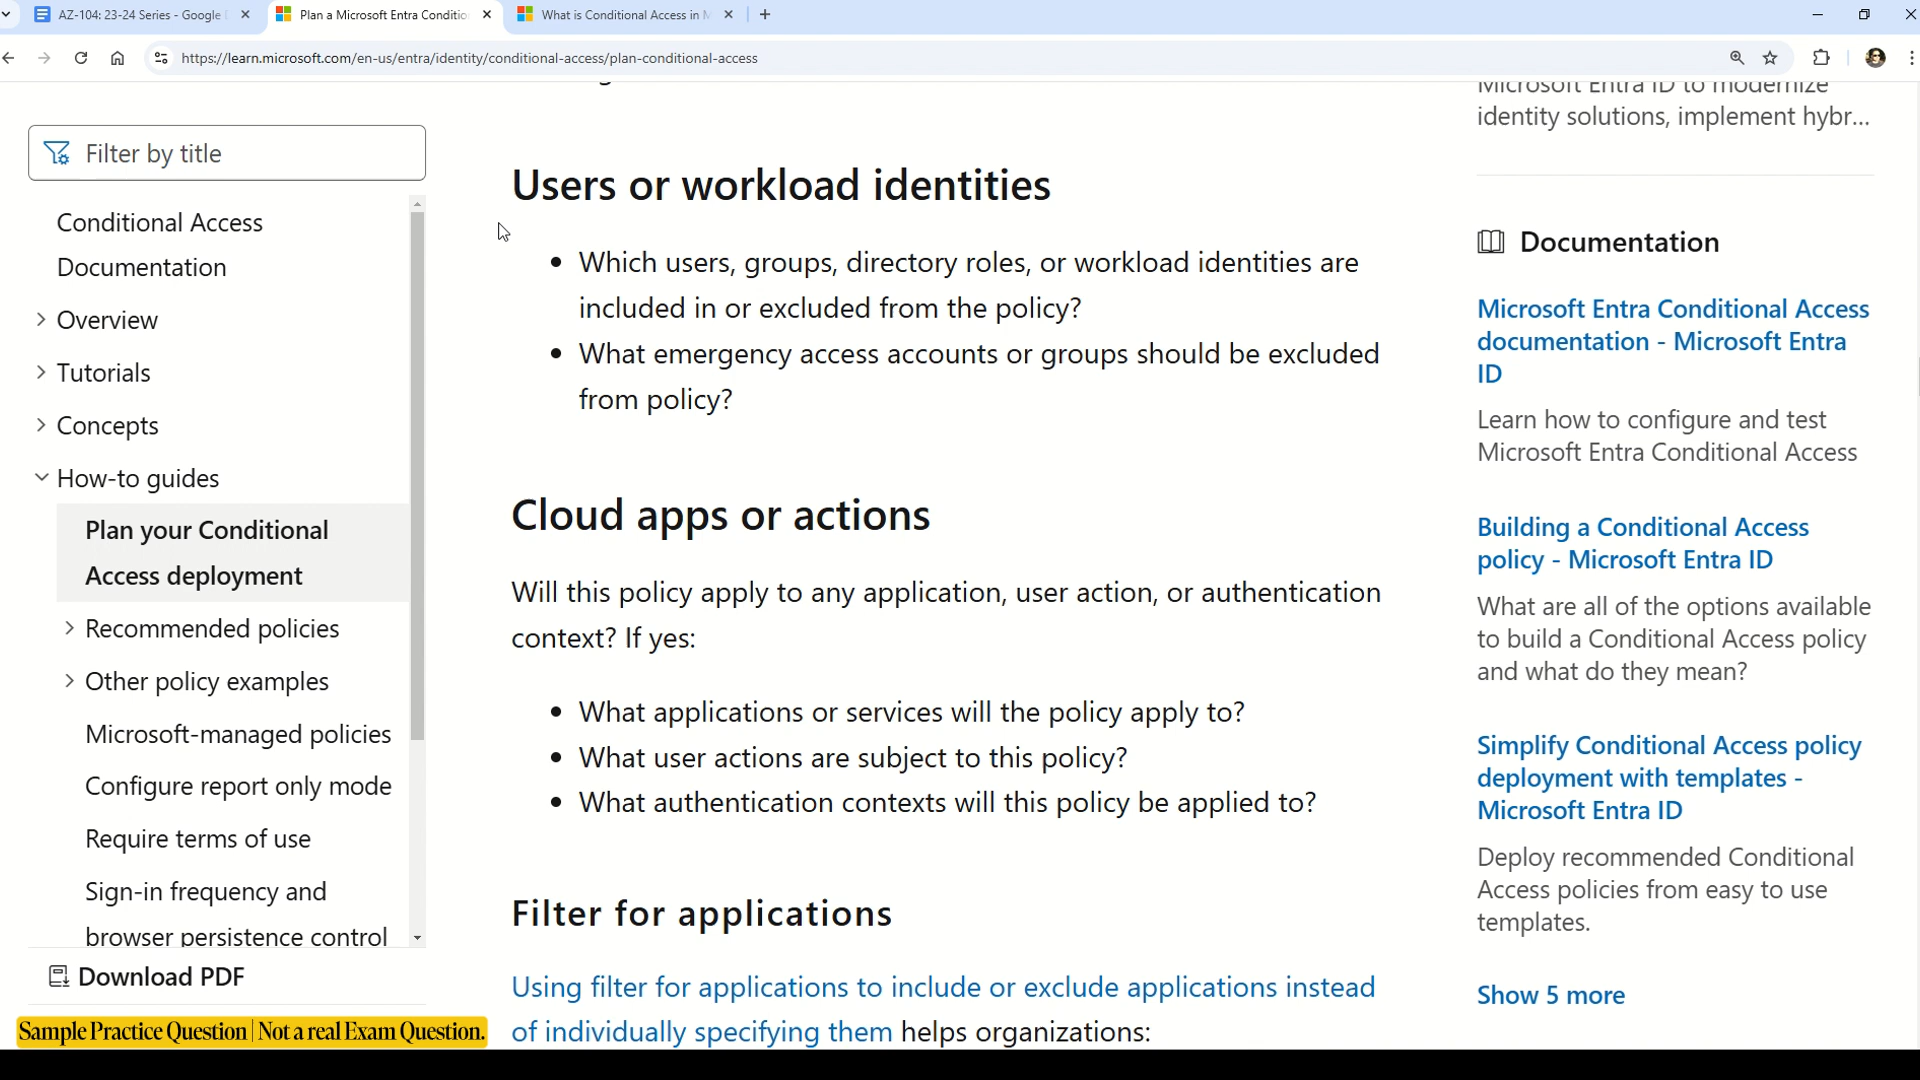 AZ-104: 23-24 Series - Google
Plan a Microsoft Entra Conditio
What is Conditional Access in M
https://learn.microsoft.com/en-us/entra/identity/conditional-access/plan-conditional-access
Filter by title
Conditional Access
Documentation
Overview
Tutorials
Concepts
How-to guides
Plan your Conditional
Access deployment
Recommended policies
Other policy examples
Microsoft-managed policies
Configure report only mode
Require terms of use
Sign-in frequency and
browser persistence control
Download PDF
Sample Practice Question | Not a real Exam Question.
Users or workload identities
• Which users, groups, directory roles, or workload identities are
included in or excluded from the policy?
• What emergency access accounts or groups should be excluded
from policy?
Cloud apps or actions
Will this policy apply to any application, user action, or authentication
context? If yes:
• What applications or services will the policy apply to?
• What user actions are subject to this policy?
• What authentication contexts will this policy be applied to?
Filter for applications
Using filter for applications to include or exclude applications instead
of individually specifying them helps organizations:
Microsoft Entra ID to modernize
identity solutions, implement hybr...
Documentation
Microsoft Entra Conditional Access
documentation - Microsoft Entra
ID
Learn how to configure and test
Microsoft Entra Conditional Access
Building a Conditional Access
policy - Microsoft Entra ID
What are all of the options available
to build a Conditional Access policy
and what do they mean?
Simplify Conditional Access policy
deployment with templates -
Microsoft Entra ID
Deploy recommended Conditional
Access policies from easy to use
templates.
Show 5 more